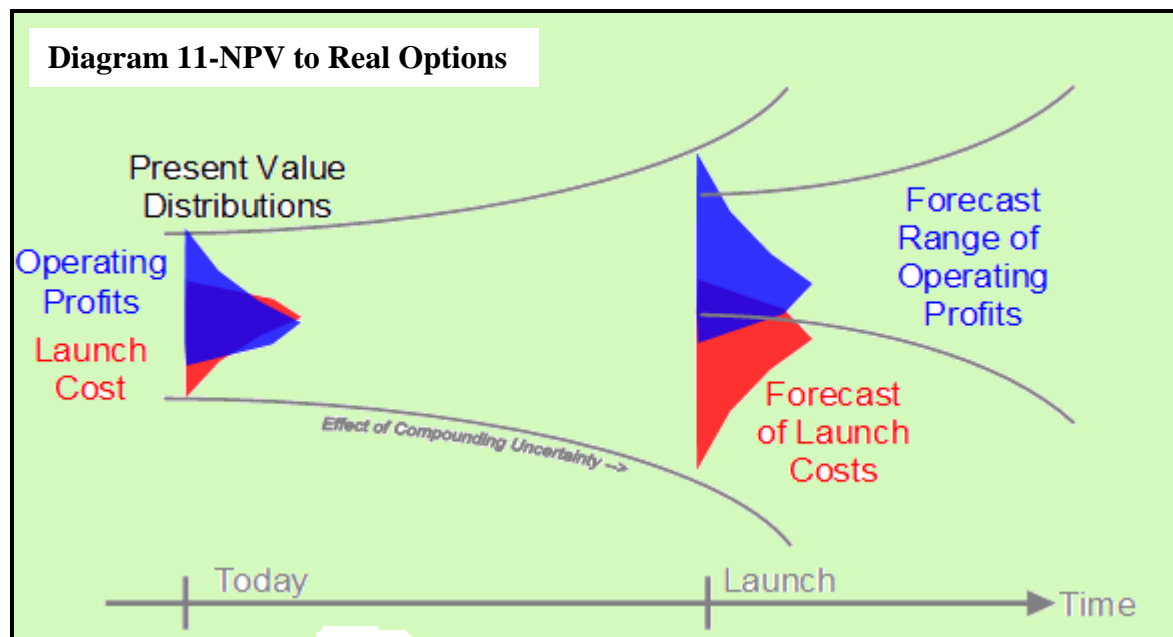 Diagram 11-NPV to Real Options
Present Value
Distributions
Operating
Profits
Launch
Cost
Forecast
Range of
Operating
Profits
Effect of Compounding Uncertainty -->
Forecast
of Launch
Costs
Today
Launch
Time